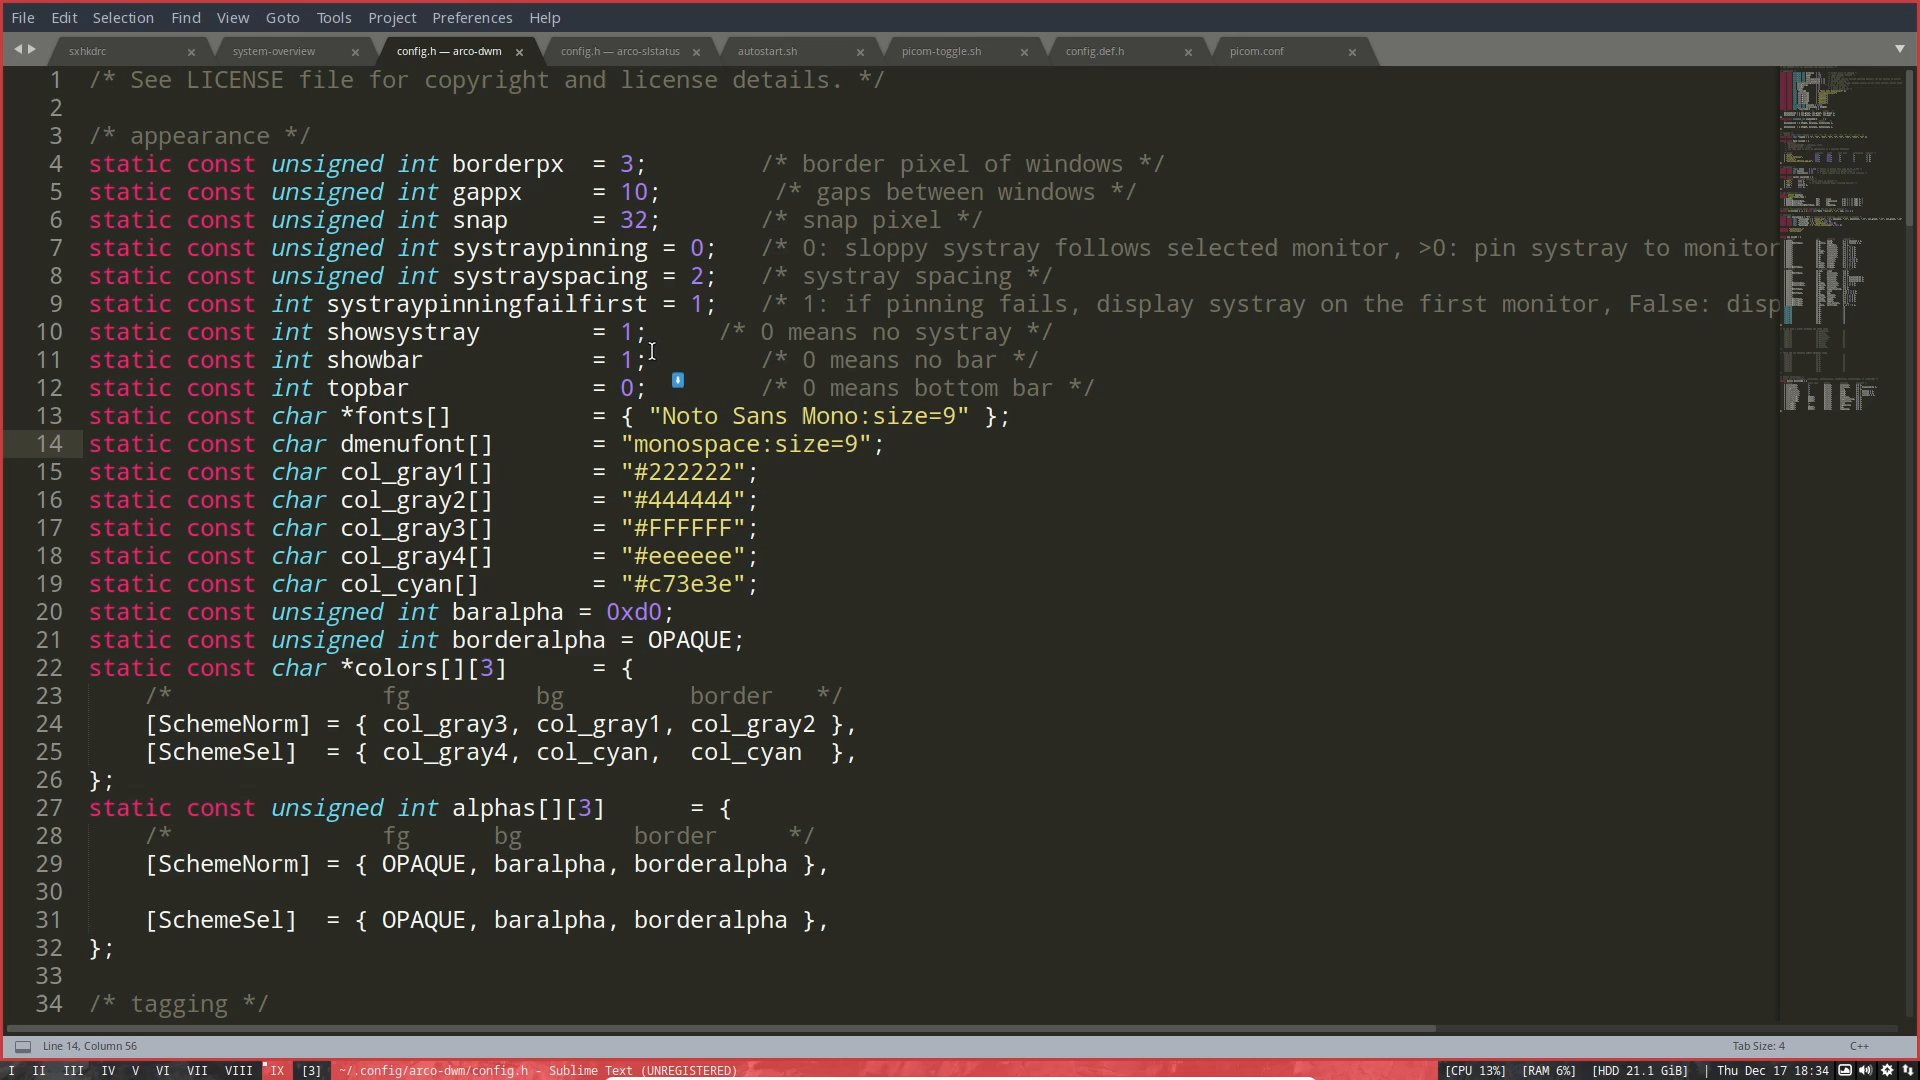 File Edit Selection Find View Goto Tools Project Preferences Help
sxhkdrc × system-overview × config.h — arco-dwm × config.h — arco-slstatus × autostart.sh × picom-toggle.sh × config.def.h × picom.conf ×
1 /* See LICENSE file for copyright and license details. */
2
3 /* appearance */
4 static const unsigned int borderpx  = 3;        /* border pixel of windows */
5 static const unsigned int gappx     = 10;        /* gaps between windows */
6 static const unsigned int snap      = 32;       /* snap pixel */
7 static const unsigned int systraypinning = 0;   /* 0: sloppy systray follows selected monitor, >0: pin systray to monitor
8 static const unsigned int systrayspacing = 2;   /* systray spacing */
9 static const int systraypinningfailfirst = 1;   /* 1: if pinning fails, display systray on the first monitor, False: disp
10 static const int showsystray        = 1;     /* 0 means no systray */
11 static const int showbar            = 1;        /* 0 means no bar */
12 static const int topbar             = 0;        /* 0 means bottom bar */
13 static const char *fonts[]          = { "Noto Sans Mono:size=9" };
14 static const char dmenufont[]       = "monospace:size=9";
15 static const char col_gray1[]       = "#222222";
16 static const char col_gray2[]       = "#444444";
17 static const char col_gray3[]       = "#FFFFFF";
18 static const char col_gray4[]       = "#eeeeee";
19 static const char col_cyan[]        = "#c73e3e";
20 static const unsigned int baralpha = 0xd0;
21 static const unsigned int borderalpha = OPAQUE;
22 static const char *colors[][3]      = {
23     /*               fg         bg         border   */
24     [SchemeNorm] = { col_gray3, col_gray1, col_gray2 },
25     [SchemeSel]  = { col_gray4, col_cyan,  col_cyan  },
26 };
27 static const unsigned int alphas[][3]      = {
28     /*               fg      bg        border     */
29     [SchemeNorm] = { OPAQUE, baralpha, borderalpha },
30
31     [SchemeSel]  = { OPAQUE, baralpha, borderalpha },
32 };
33
34 /* tagging */
Line 14, Column 56 Tab Size: 4 C++
I II III IV V VI VII VIII IX [3] ~/.config/arco-dwm/config.h - Sublime Text (UNREGISTERED) [CPU 13%] [RAM 6%] [HDD 21.1 GiB] | Thu Dec 17 18:34